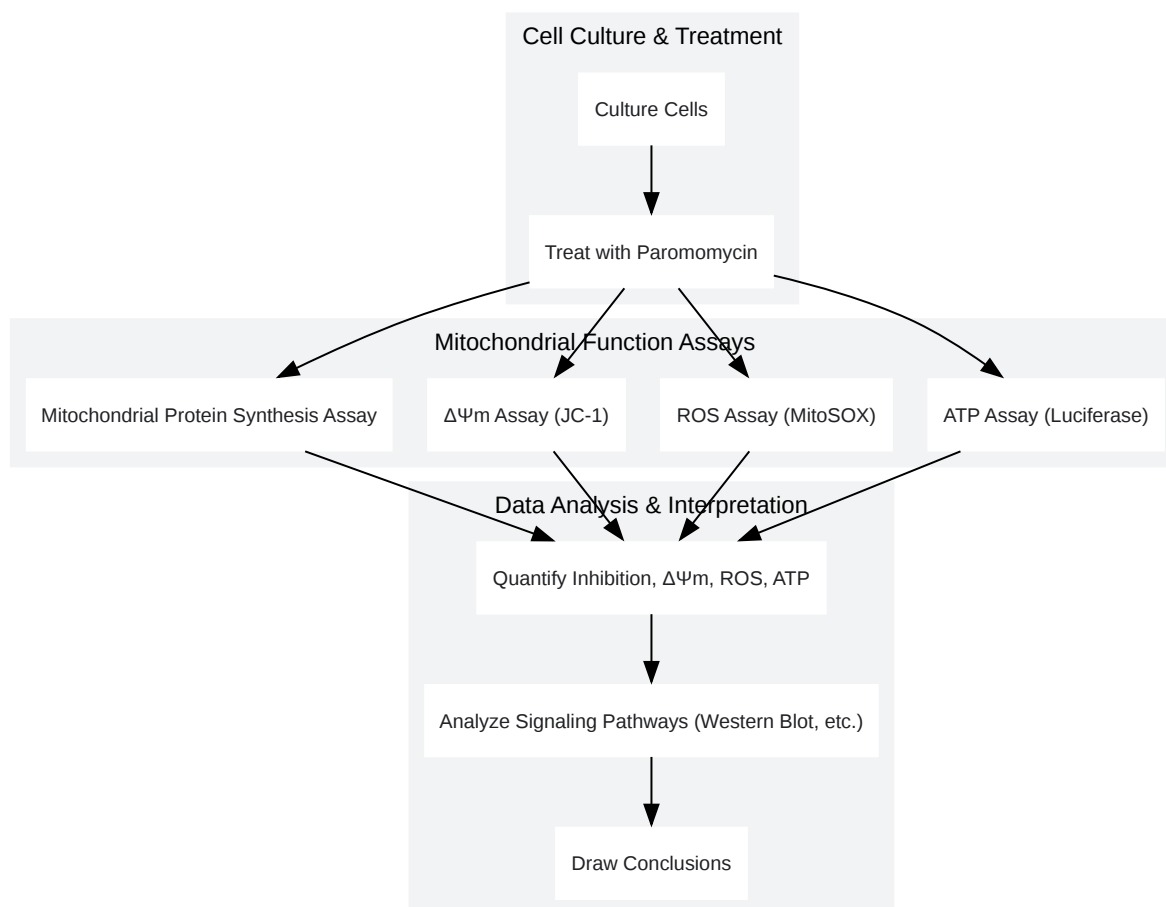 Cell Culture & Treatment
Culture Cells
Treat with Paromomycin
Mitochondrial Function Assays
Mitochondrial Protein Synthesis Assay
ΔΨm Assay (JC-1)
ROS Assay (MitoSOX)
ATP Assay (Luciferase)
Data Analysis & Interpretation
Quantify Inhibition, ΔΨm, ROS, ATP
Analyze Signaling Pathways (Western Blot, etc.)
Draw Conclusions